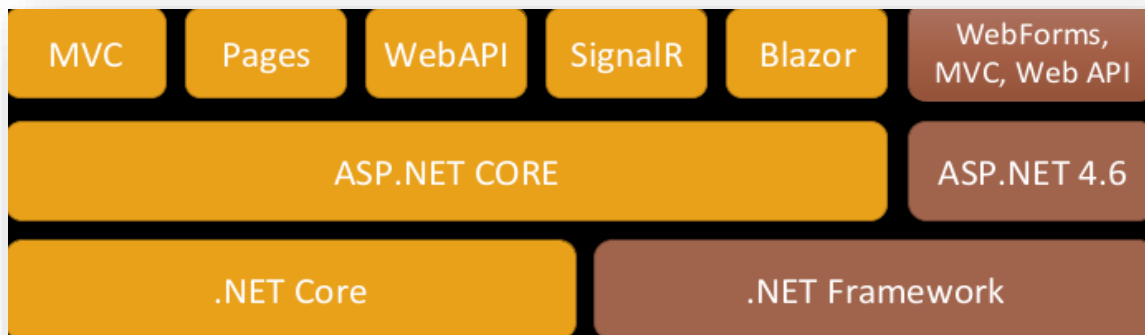 MVC
Pages
WebAPI
SignalR
Blazor
WebForms,
MVC, Web API
ASP.NET CORE
ASP.NET 4.6
.NET Core
.NET Framework